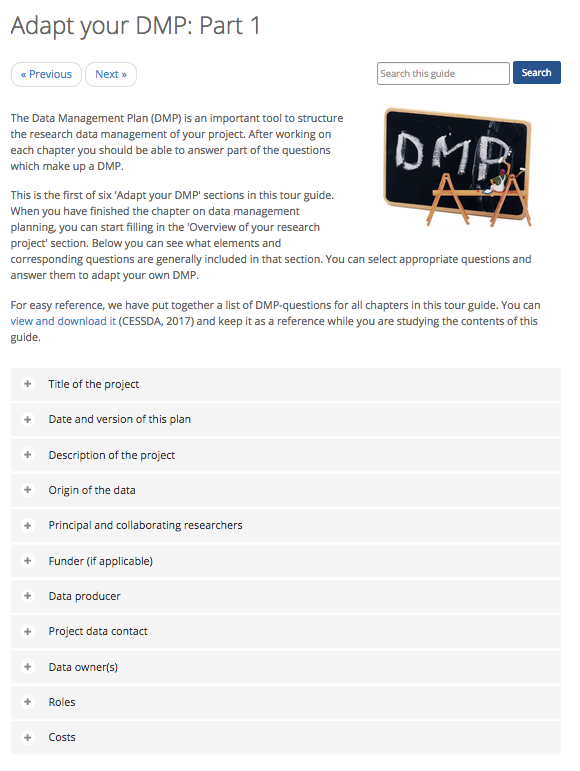 Adapt your DMP: Part 1
« Previous
Next »
Search this guide
Search
DMP
The Data Management Plan (DMP) is an important tool to structure
the research data management of your project. After working on
each chapter you should be able to answer part of the questions
which make up a DMP.
This is the first of six 'Adapt your DMP' sections in this tour guide.
When you have finished the chapter on data management
planning, you can start filling in the 'Overview of your research
project' section. Below you can see what elements and
corresponding questions are generally included in that section. You can select appropriate questions and
answer them to adapt your own DMP.
For easy reference, we have put together a list of DMP-questions for all chapters in this tour guide. You can
view and download it (CESSDA, 2017) and keep it as a reference while you are studying the contents of this
guide.
+ Title of the project
+ Date and version of this plan
+ Description of the project
+ Origin of the data
+ Principal and collaborating researchers
+ Funder (if applicable)
+ Data producer
+ Project data contact
+ Data owner(s)
+ Roles
+ Costs